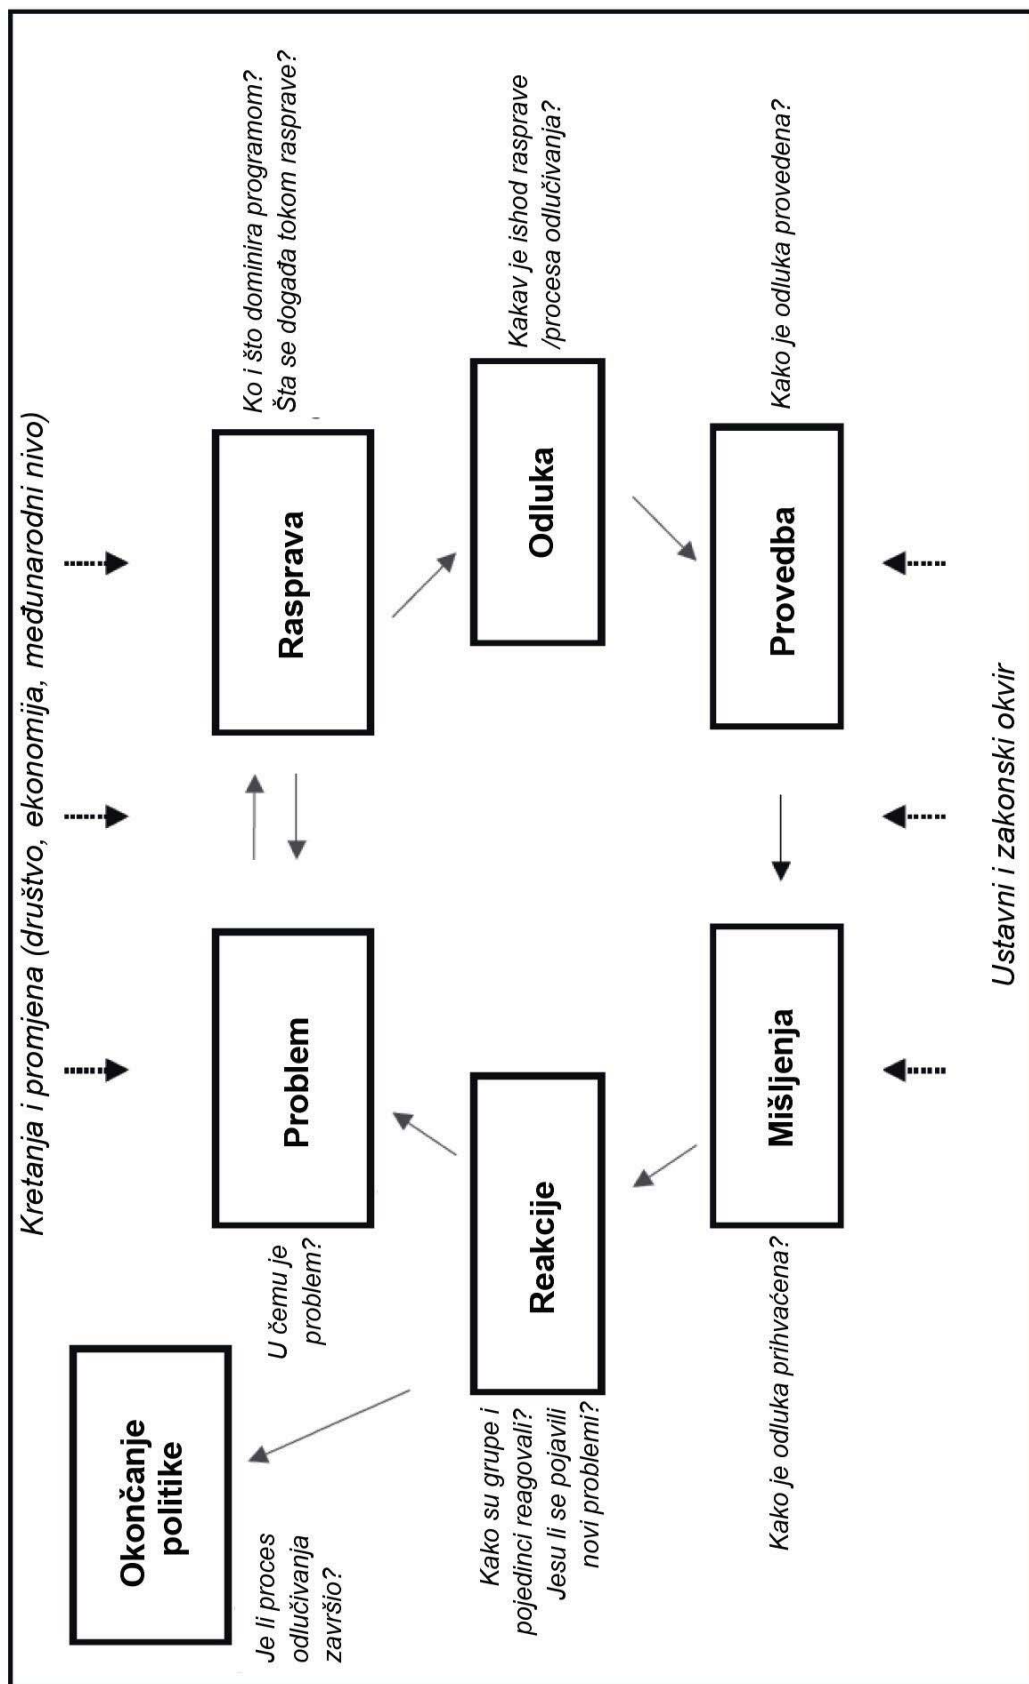 Kretanja i promjena (društvo, ekonomija, međunarodni nivo)
Okončanje
politike
Je li proces
odlučivanja
završio?
Problem
U čemu je
problem?
Rasprava
Ko i što dominira programom?
Šta se događa tokom rasprave?
Reakcije
Kako su grupe i
pojedinci reagovali?
Jesu li se pojavili
novi problemi?
Odluka
Kakav je ishod rasprave
/procesa odlučivanja?
Mišljenja
Kako je odluka prihvaćena?
Provedba
Kako je odluka provedena?
Ustavni i zakonski okvir